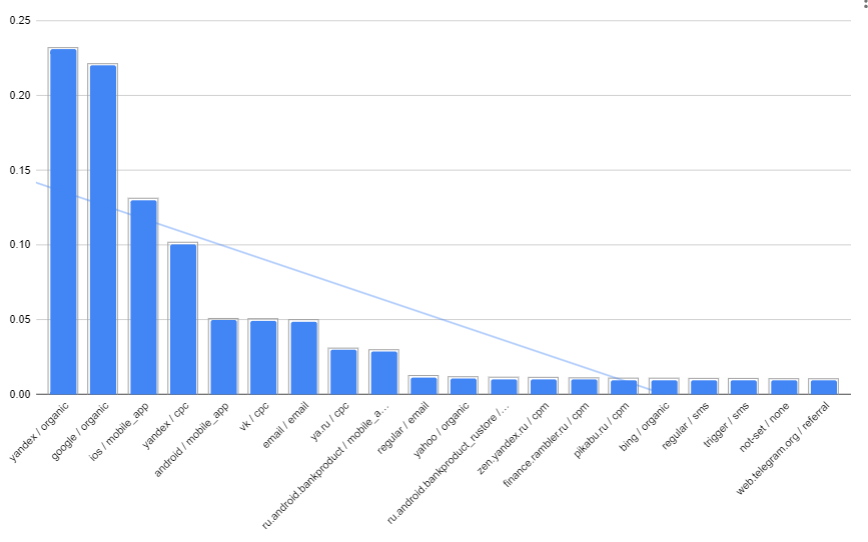 0.25
0.20
0.15
0.10
0.05
0.00
yandex / organic
google / organic
ios / mobile_app
yandex / cpc
android / mobile_app
vk / cpc
email / email
ya.ru / cpc
ru.android.bankproduct / mobile_a…
regular / email
yahoo / organic
ru.android.bankproduct_rustore /…
zen.yandex.ru / cpm
finance.rambler.ru / cpm
pikabu.ru / cpm
bing / organic
regular / sms
trigger / sms
not-set / none
web.telegram.org / referral